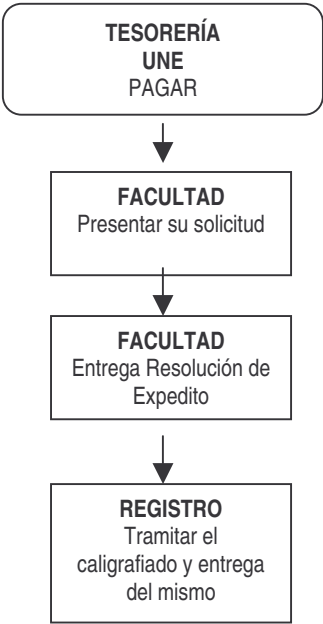 TESORERÍA
UNE
PAGAR
FACULTAD
Presentar su solicitud
FACULTAD
Entrega Resolución de
Expedito
REGISTRO
Tramitar el
caligrafiado y entrega
del mismo